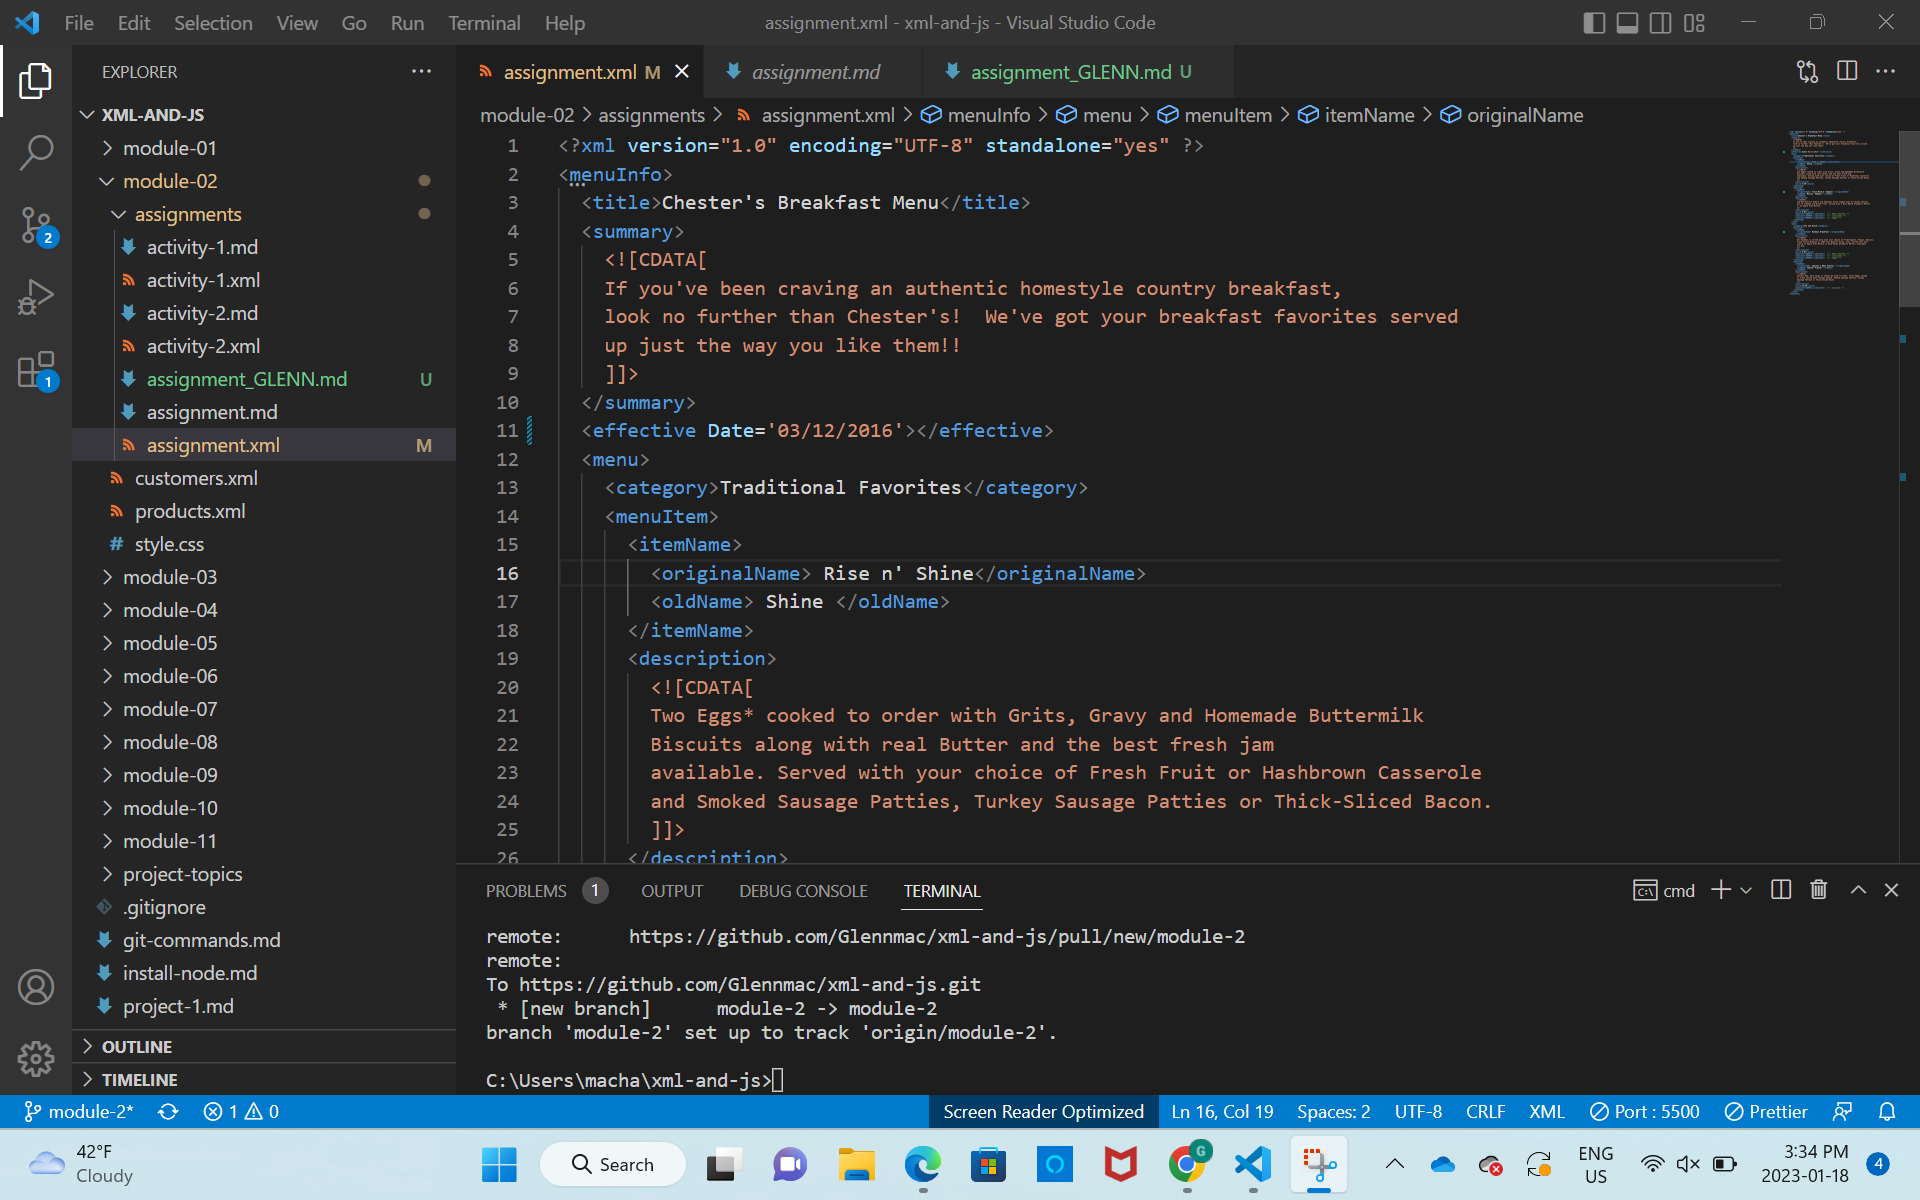 File Edit Selection View Go Run Terminal Help
assignment.xml - xml-and-js - Visual Studio Code
EXPLORER
XML-AND-JS
module-01
module-02
assignments
activity-1.md
activity-1.xml
activity-2.md
activity-2.xml
assignment_GLENN.md U
assignment.md
assignment.xml M
customers.xml
products.xml
# style.css
module-03
module-04
module-05
module-06
module-07
module-08
module-09
module-10
module-11
project-topics
.gitignore
git-commands.md
install-node.md
project-1.md
OUTLINE
TIMELINE
2
1
assignment.xml M
assignment.md
assignment_GLENN.md U
module-02 > assignments > assignment.xml > menuInfo > menu > menuItem > itemName > originalName
1 <?xml version="1.0" encoding="UTF-8" standalone="yes" ?>
2 <menuInfo>
3 <title>Chester's Breakfast Menu</title>
4 <summary>
5 <![CDATA[
6 If you've been craving an authentic homestyle country breakfast,
7 look no further than Chester's!  We've got your breakfast favorites served
8 up just the way you like them!!
9 ]]>
10 </summary>
11 <effective Date='03/12/2016'></effective>
12 <menu>
13 <category>Traditional Favorites</category>
14 <menuItem>
15 <itemName>
16 <originalName> Rise n' Shine</originalName>
17 <oldName> Shine </oldName>
18 </itemName>
19 <description>
20 <![CDATA[
21 Two Eggs* cooked to order with Grits, Gravy and Homemade Buttermilk
22 Biscuits along with real Butter and the best fresh jam
23 available. Served with your choice of Fresh Fruit or Hashbrown Casserole
24 and Smoked Sausage Patties, Turkey Sausage Patties or Thick-Sliced Bacon.
25 ]]>
26 </description>
PROBLEMS 1 OUTPUT DEBUG CONSOLE TERMINAL
cmd
remote:      https://github.com/Glennmac/xml-and-js/pull/new/module-2
remote:
To https://github.com/Glennmac/xml-and-js.git
* [new branch]      module-2 -> module-2
branch 'module-2' set up to track 'origin/module-2'.
C:\Users\macha\xml-and-js>
module-2* 1 0
Screen Reader Optimized Ln 16, Col 19 Spaces: 2 UTF-8 CRLF XML Port : 5500 Prettier
42°F
Cloudy
Search
G
ENG
US
3:34 PM
2023-01-18
4